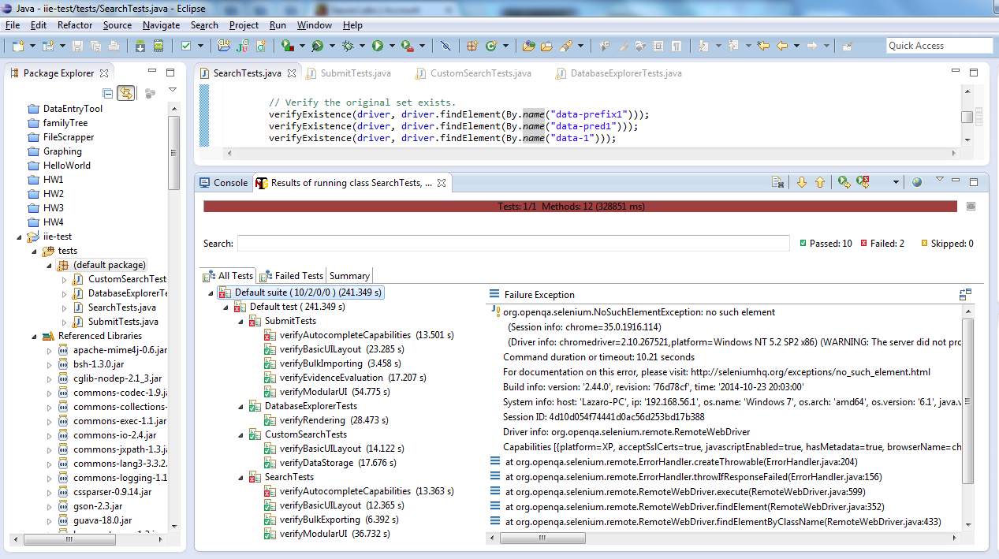 Java - iie-test/tests/SearchTests.java - Eclipse
File Edit Refactor Source Navigate Search Project Run Window Help
Quick Access
Package Explorer
DataEntryTool
familyTree
FileScrapper
Graphing
HelloWorld
HW1
HW2
HW3
HW4
iie-test
tests
(default package)
CustomSearchTest
DatabaseExplorerTe
SearchTests.java
SubmitTests.java
Referenced Libraries
apache-mime4j-0.6.jar
bsh-1.3.0.jar
cglib-nodep-2.1_3.jar
commons-codec-1.9.ja
commons-collections-
commons-exec-1.1.jar
commons-io-2.4.jar
commons-jxpath-1.3.j
commons-lang3-3.3.2.
commons-logging-1.1
cssparser-0.9.14.jar
gson-2.3.jar
guava-18.0.jar
SearchTests.java SubmitTests.java CustomSearchTests.java DatabaseExplorerTests.java
// Verify the original set exists.
verifyExistence(driver, driver.findElement(By.name("data-prefix1")));
verifyExistence(driver, driver.findElement(By.name("data-pred1")));
verifyExistence(driver, driver.findElement(By.name("data-1")));
Console Results of running class SearchTests, ...
Tests: 1/1 Methods: 12 (328851 ms)
Search: Passed: 10 Failed: 2 Skipped: 0
All Tests Failed Tests Summary
Default suite ( 10/2/0/0 ) (241.349 s)
Default test ( 241.349 s)
SubmitTests
verifyAutocompleteCapabilities (13.501 s)
verifyBasicUILayout (23.285 s)
verifyBulkImporting (3.458 s)
verifyEvidenceEvaluation (17.207 s)
verifyModularUI (54.775 s)
DatabaseExplorerTests
verifyRendering (28.473 s)
CustomSearchTests
verifyBasicUILayout (14.122 s)
verifyDataStorage (17.676 s)
SearchTests
verifyAutocompleteCapabilities (13.363 s)
verifyBasicUILayout (12.365 s)
verifyBulkExporting (6.392 s)
verifyModularUI (36.732 s)
Failure Exception
org.openqa.selenium.NoSuchElementException: no such element
(Session info: chrome=35.0.1916.114)
(Driver info: chromedriver=2.10.267521,platform=Windows NT 5.2 SP2 x86) (WARNING: The server did not pro
Command duration or timeout: 10.21 seconds
For documentation on this error, please visit: http://seleniumhq.org/exceptions/no_such_element.html
Build info: version: '2.44.0', revision: '76d78cf', time: '2014-10-23 20:03:00'
System info: host: 'Lazaro-PC', ip: '192.168.56.1', os.name: 'Windows 7', os.arch: 'amd64', os.version: '6.1', java.v
Session ID: 4d10d054f74441d0ac56d253bd17b388
Driver info: org.openqa.selenium.remote.RemoteWebDriver
Capabilities [{platform=XP, acceptSslCerts=true, javascriptEnabled=true, hasMetadata=true, browserName=ch
at org.openqa.selenium.remote.ErrorHandler.createThrowable(ErrorHandler.java:204)
at org.openqa.selenium.remote.ErrorHandler.throwIfResponseFailed(ErrorHandler.java:156)
at org.openqa.selenium.remote.RemoteWebDriver.execute(RemoteWebDriver.java:599)
at org.openqa.selenium.remote.RemoteWebDriver.findElement(RemoteWebDriver.java:352)
at org.openqa.selenium.remote.RemoteWebDriver.findElementByClassName(RemoteWebDriver.java:433)